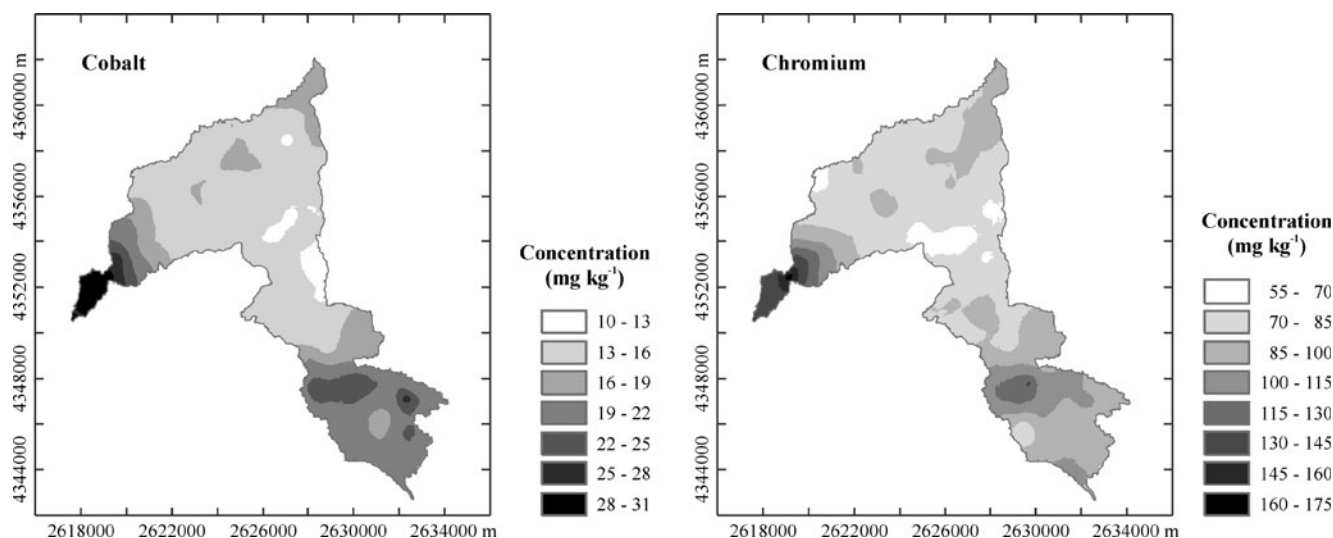 Cobalt
4360000 m
4356000
4352000
4348000
4344000
2618000
2622000
2626000
2630000
2634000 m
Concentration
(mg kg⁻¹)
10 - 13
13 - 16
16 - 19
19 - 22
22 - 25
25 - 28
28 - 31
Chromium
4360000 m
4356000
4352000
4348000
4344000
2618000
2622000
2626000
2630000
2634000 m
Concentration
(mg kg⁻¹)
55 - 70
70 - 85
85 - 100
100 - 115
115 - 130
130 - 145
145 - 160
160 - 175